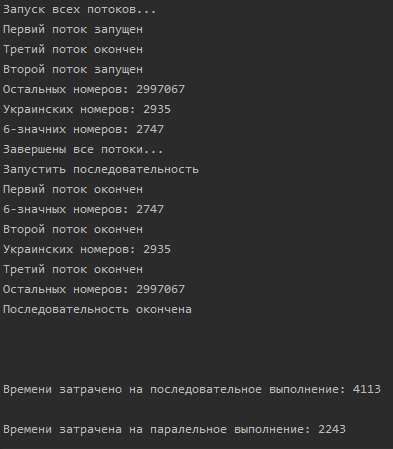 Запуск всех потоков...
Первий поток запущен
Третий поток окончен
Второй поток запущен
Остальных номеров: 2997067
Украинских номеров: 2935
6-значних номеров: 2747
Завершены все потоки...
Запустить последовательность
Первий поток окончен
6-значных номеров: 2747
Второй поток окончен
Украинских номеров: 2935
Третий поток окончен
Остальных номеров: 2997067
Последовательность окончена
Времени затрачено на последовательное выполнение: 4113
Времени затрачена на паралельное выполнение: 2243